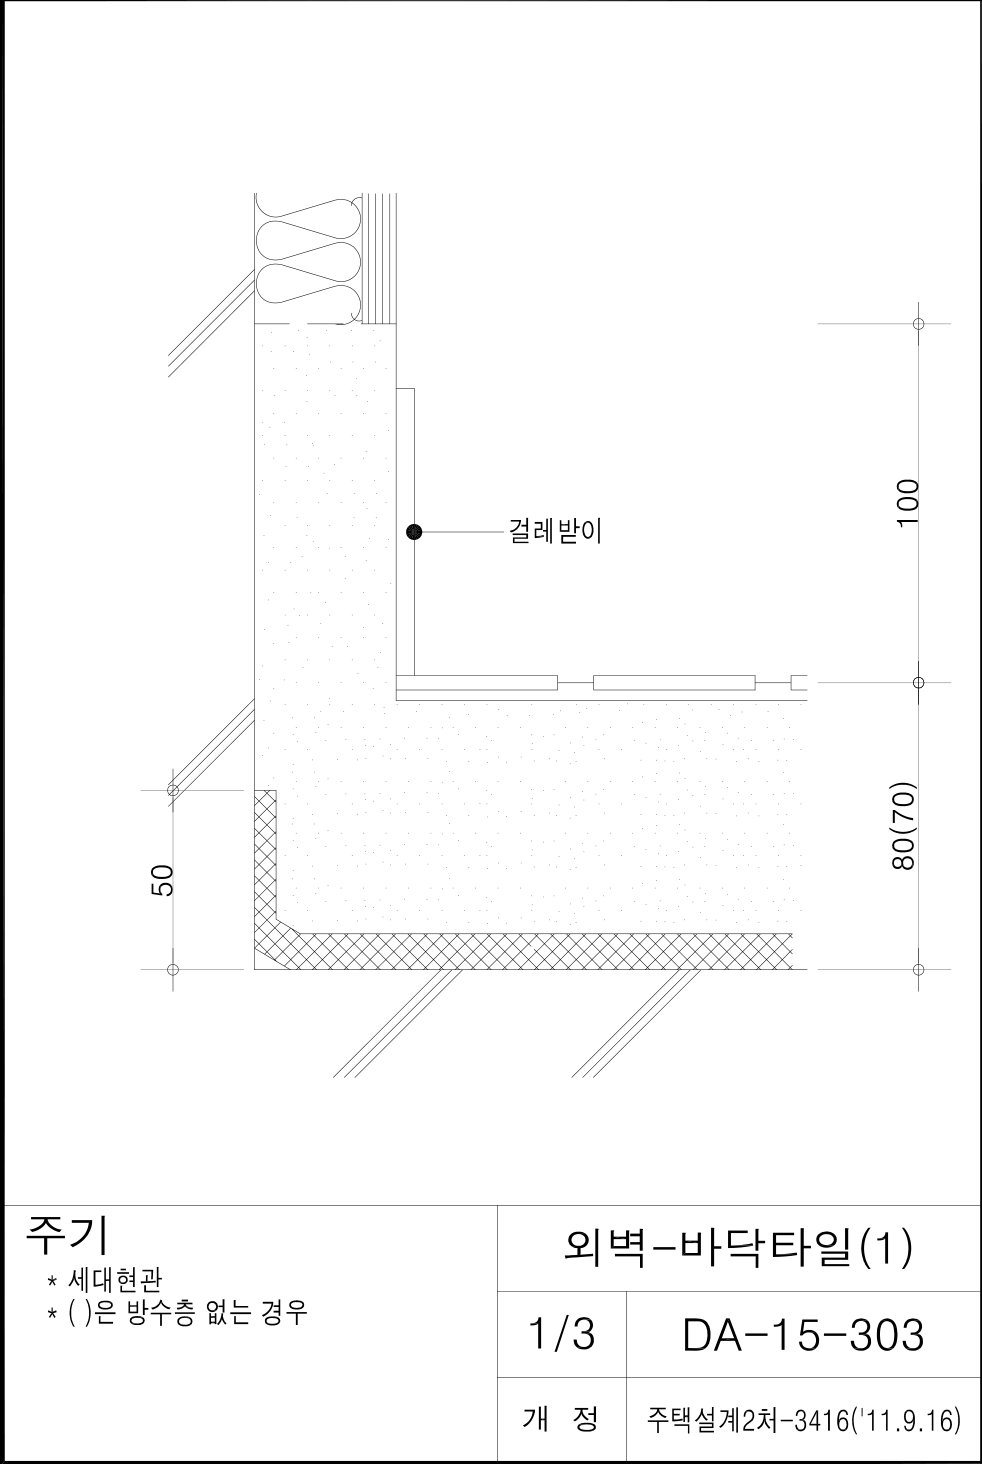 100
걸레받이
80(70)
50
주기
* 세대현관
* ( )은 방수층 없는 경우
외벽-바닥타일(1)
1/3
DA-15-303
개 정
주택설계2처-3416('11.9.16)